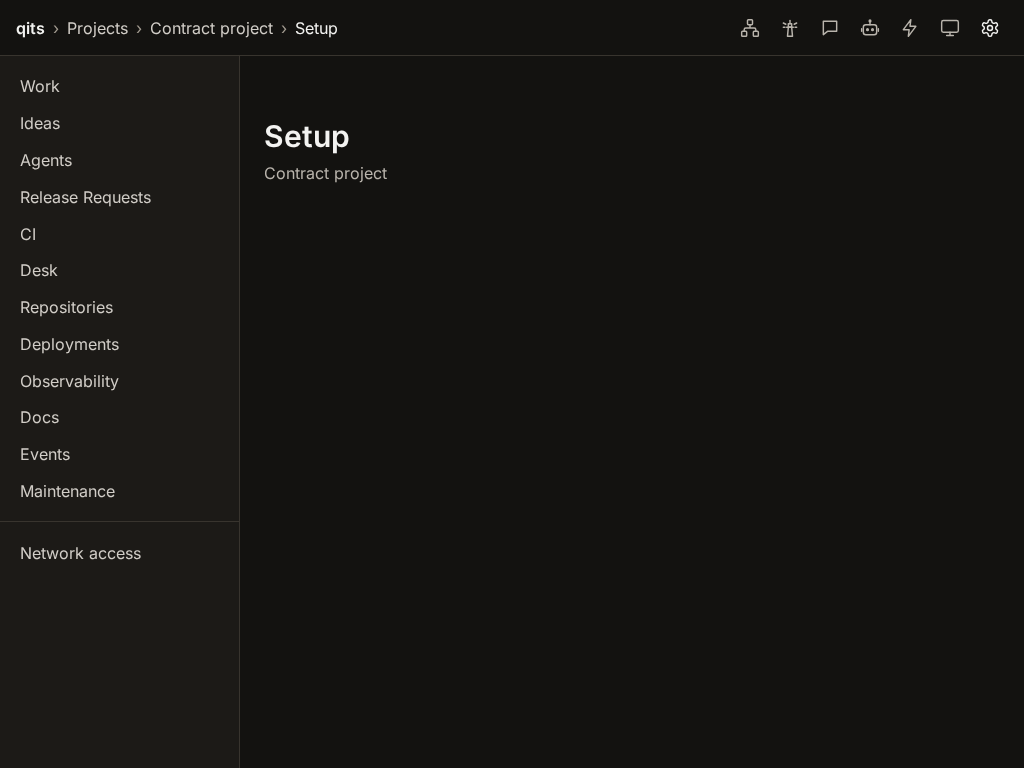 qits › Projects › Contract project › Setup
Work
Ideas
Agents
Release Requests
CI
Desk
Repositories
Deployments
Observability
Docs
Events
Maintenance
Network access
Setup
Contract project